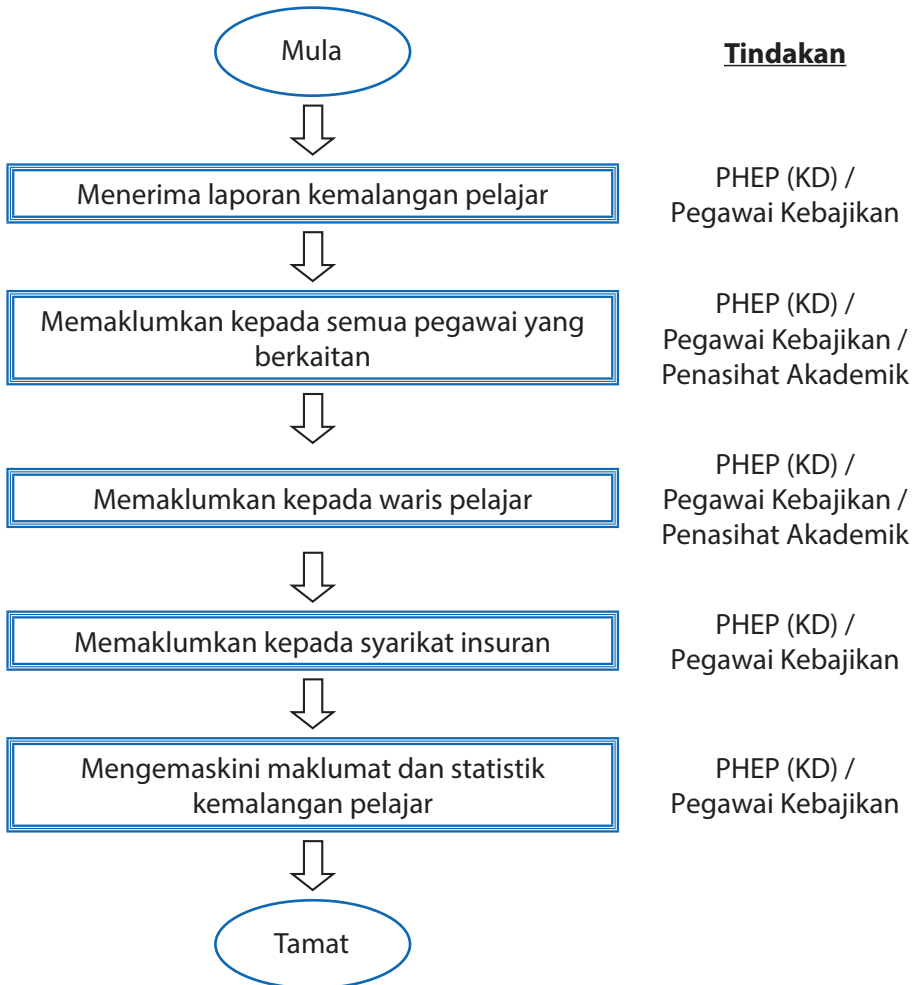 Mula
Tindakan
Menerima laporan kemalangan pelajar
PHEP (KD) /
Pegawai Kebajikan
Memaklumkan kepada semua pegawai yang
berkaitan
PHEP (KD) /
Pegawai Kebajikan /
Penasihat Akademik
Memaklumkan kepada waris pelajar
PHEP (KD) /
Pegawai Kebajikan /
Penasihat Akademik
Memaklumkan kepada syarikat insuran
PHEP (KD) /
Pegawai Kebajikan
Mengemaskini maklumat dan statistik
kemalangan pelajar
PHEP (KD) /
Pegawai Kebajikan
Tamat